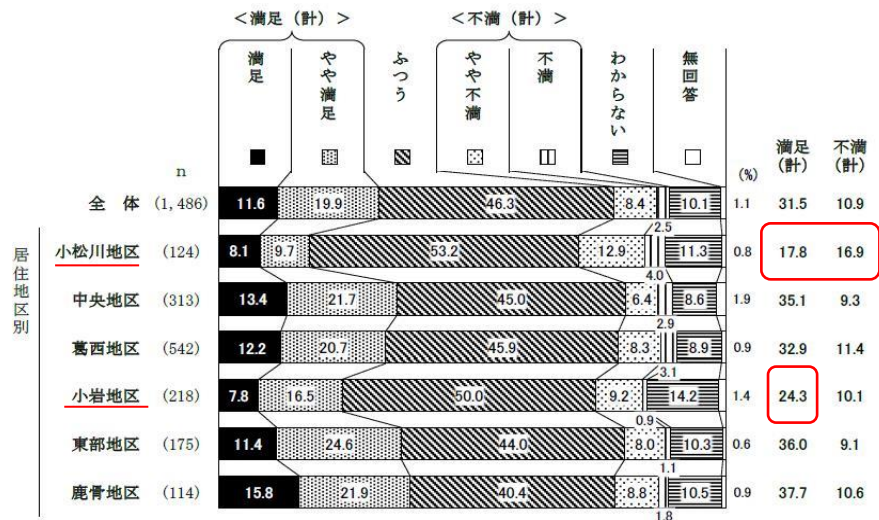 ＜満足（計）＞ ＜不満（計）＞
満足 やや満足 ふつう やや不満 不満 わからない 無回答
n (%) 満足（計） 不満（計）
全体 (1,486) 11.6 19.9 46.3 8.4 2.5 10.1 1.1 31.5 10.9
居住地区別
小松川地区 (124) 8.1 9.7 53.2 12.9 4.0 11.3 0.8 17.8 16.9
中央地区 (313) 13.4 21.7 45.0 6.4 2.9 8.6 1.9 35.1 9.3
葛西地区 (542) 12.2 20.7 45.9 8.3 3.1 8.9 0.9 32.9 11.4
小岩地区 (218) 7.8 16.5 50.0 9.2 0.9 14.2 1.4 24.3 10.1
東部地区 (175) 11.4 24.6 44.0 8.0 1.1 10.3 0.6 36.0 9.1
鹿骨地区 (114) 15.8 21.9 40.4 8.8 1.8 10.5 0.9 37.7 10.6